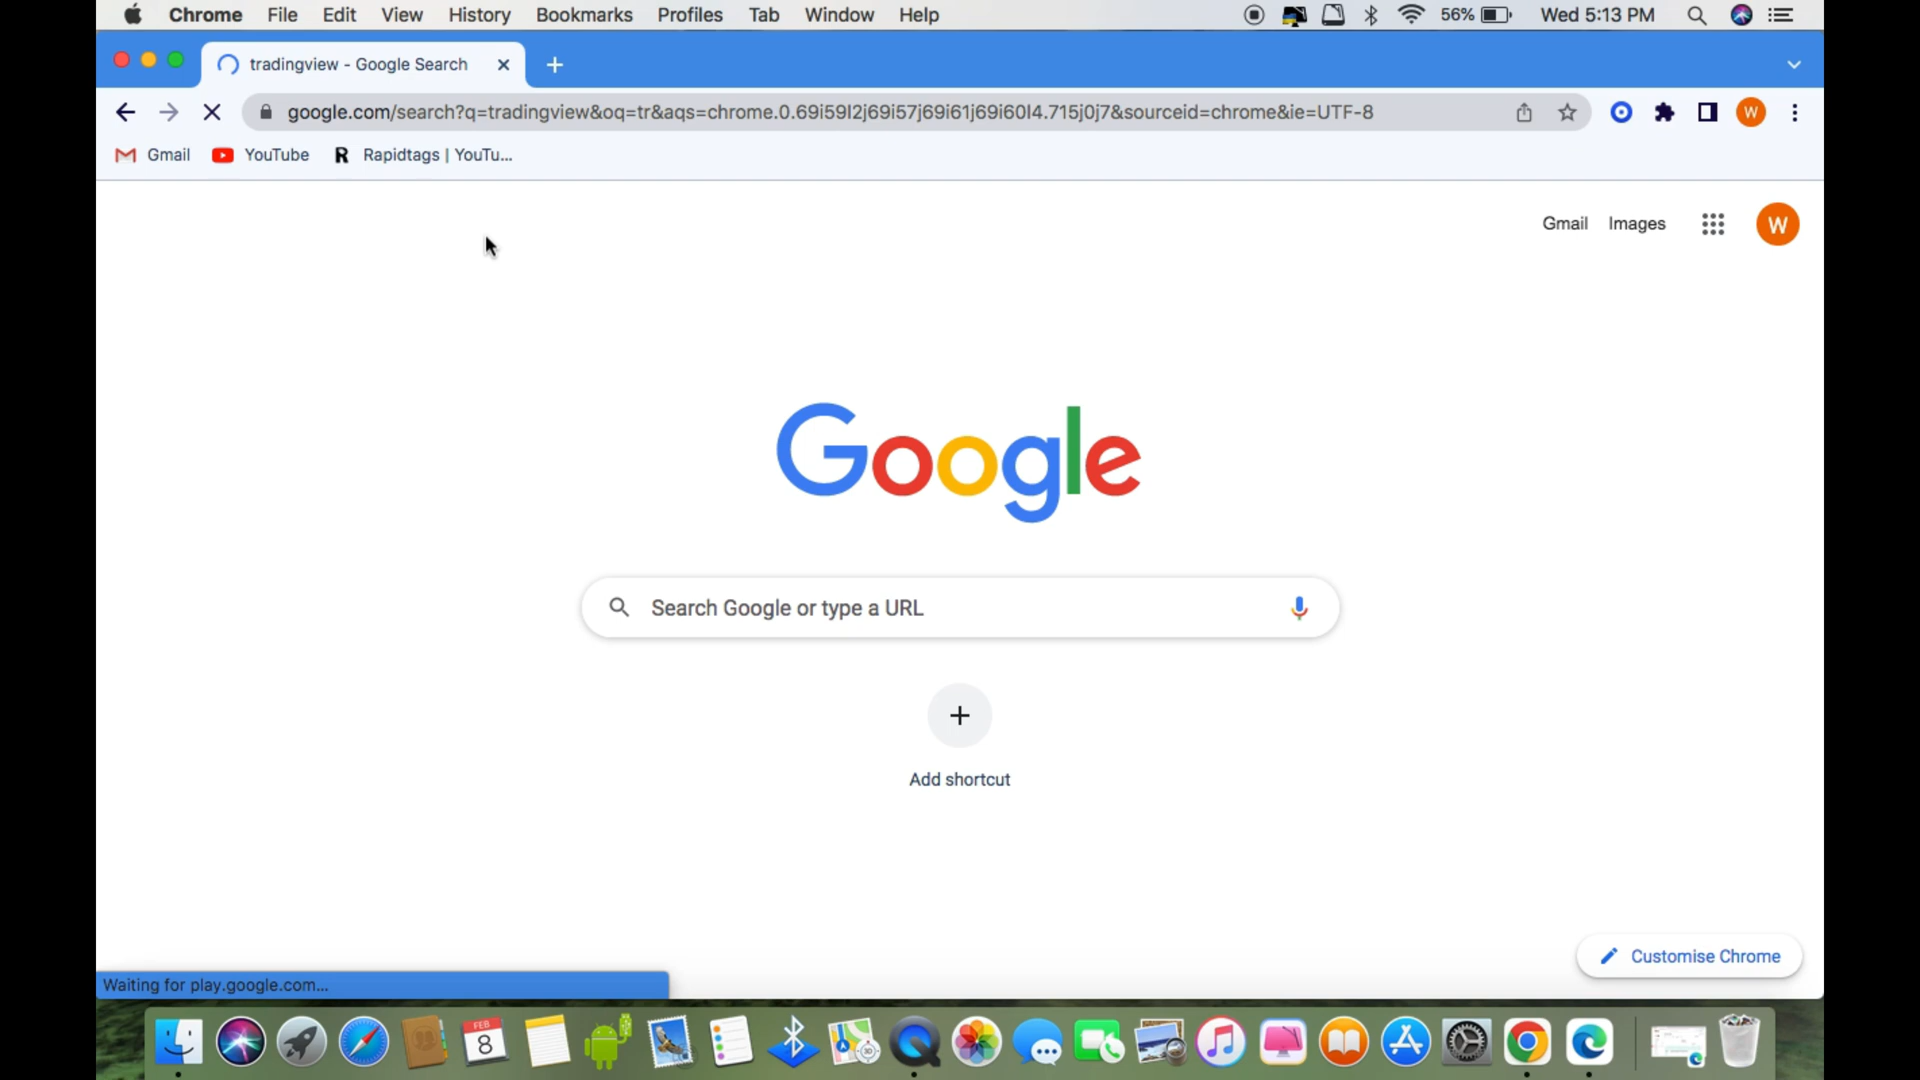 Chrome File Edit View History Bookmarks Profiles Tab Window Help 56% Wed 5:13 PM
tradingview - Google Search
google.com/search?q=tradingview&oq=tr&aqs=chrome.0.69i59l2j69i57j69i61j69i60l4.715j0j7&sourceid=chrome&ie=UTF-8 W
Gmail YouTube R Rapidtags | YouTu...
Gmail Images W
Google
Search Google or type a URL
Add shortcut
Customise Chrome
Waiting for play.google.com...
FEB
8
3D